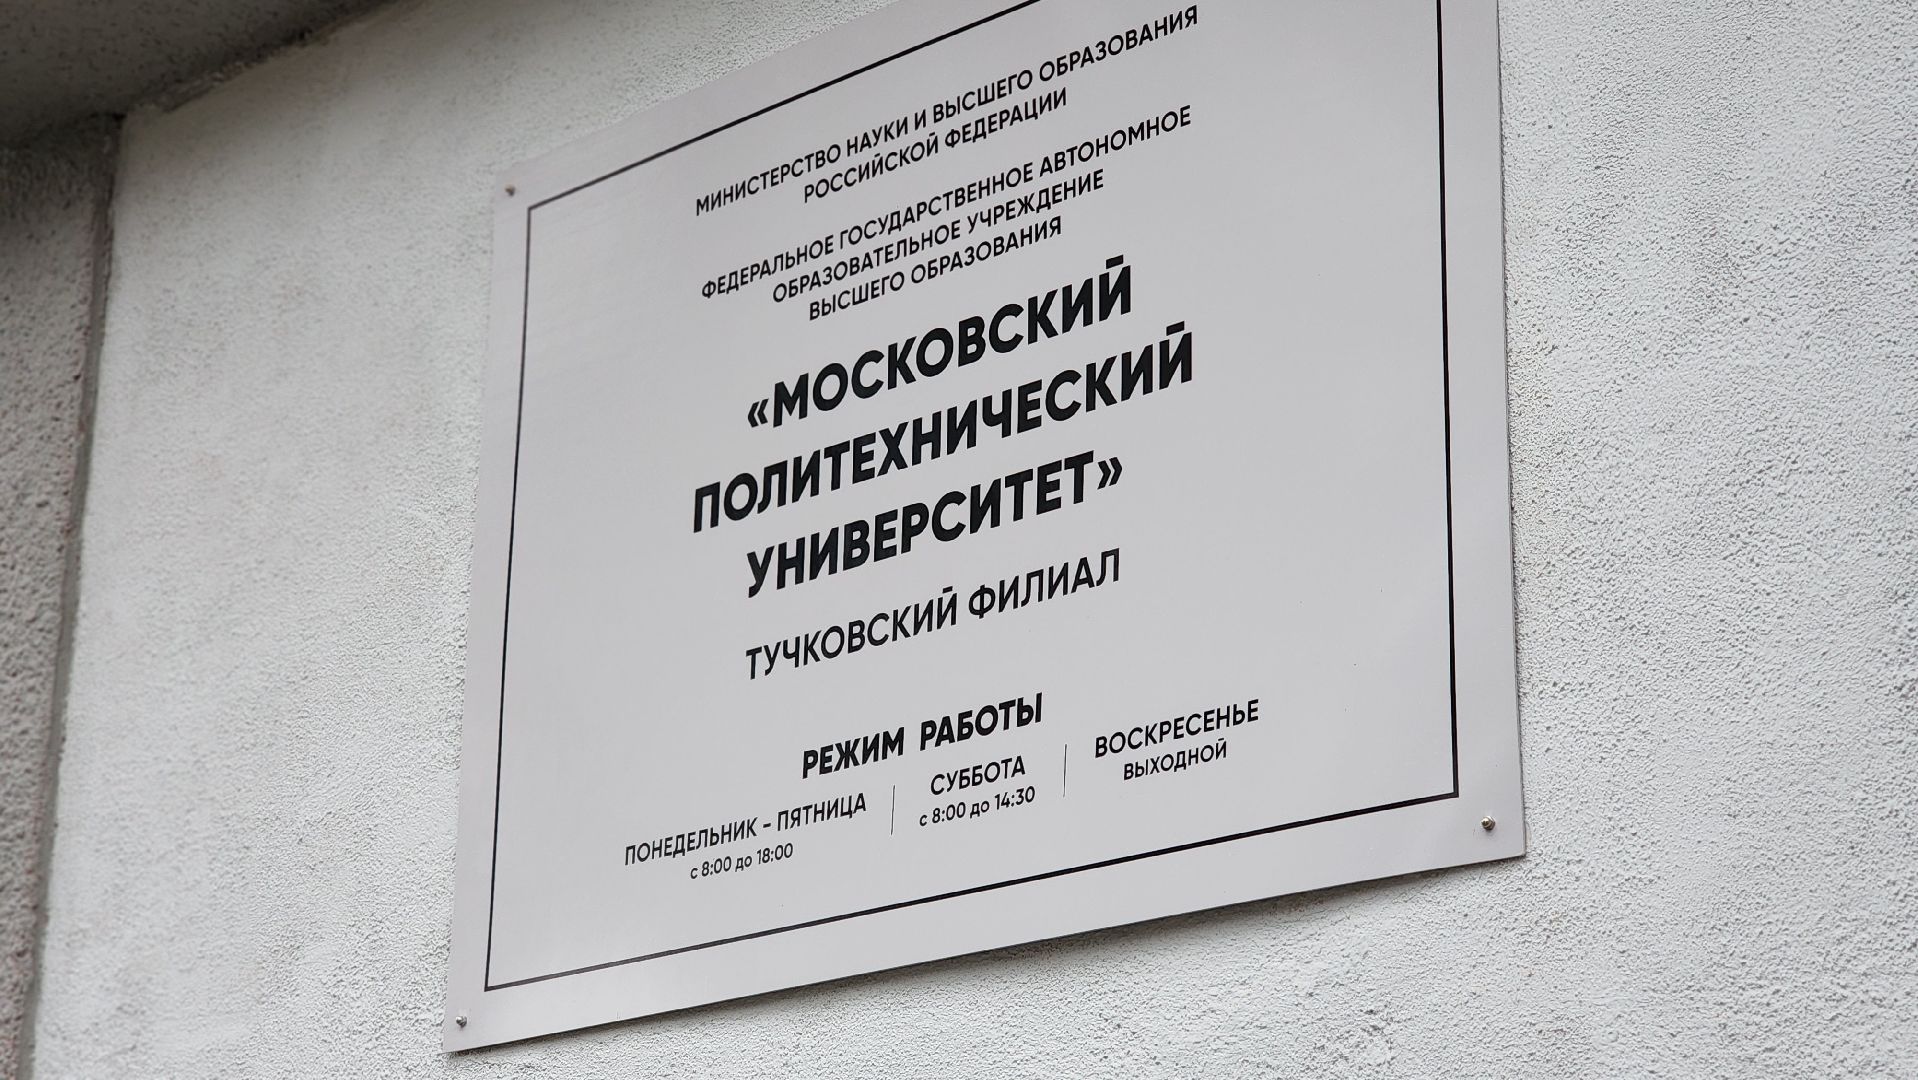 МИНИСТЕРСТВО НАУКИ И ВЫСШЕГО ОБРАЗОВАНИЯ
РОССИЙСКОЙ ФЕДЕРАЦИИ
ФЕДЕРАЛЬНОЕ ГОСУДАРСТВЕННОЕ АВТОНОМНОЕ
ОБРАЗОВАТЕЛЬНОЕ УЧРЕЖДЕНИЕ
ВЫСШЕГО ОБРАЗОВАНИЯ
«МОСКОВСКИЙ
ПОЛИТЕХНИЧЕСКИЙ
УНИВЕРСИТЕТ»
ТУЧКОВСКИЙ ФИЛИАЛ
РЕЖИМ РАБОТЫ
ПОНЕДЕЛЬНИК - ПЯТНИЦА
с 8:00 до 18:00
СУББОТА
с 8:00 до 14:30
ВОСКРЕСЕНЬЕ
ВЫХОДНОЙ